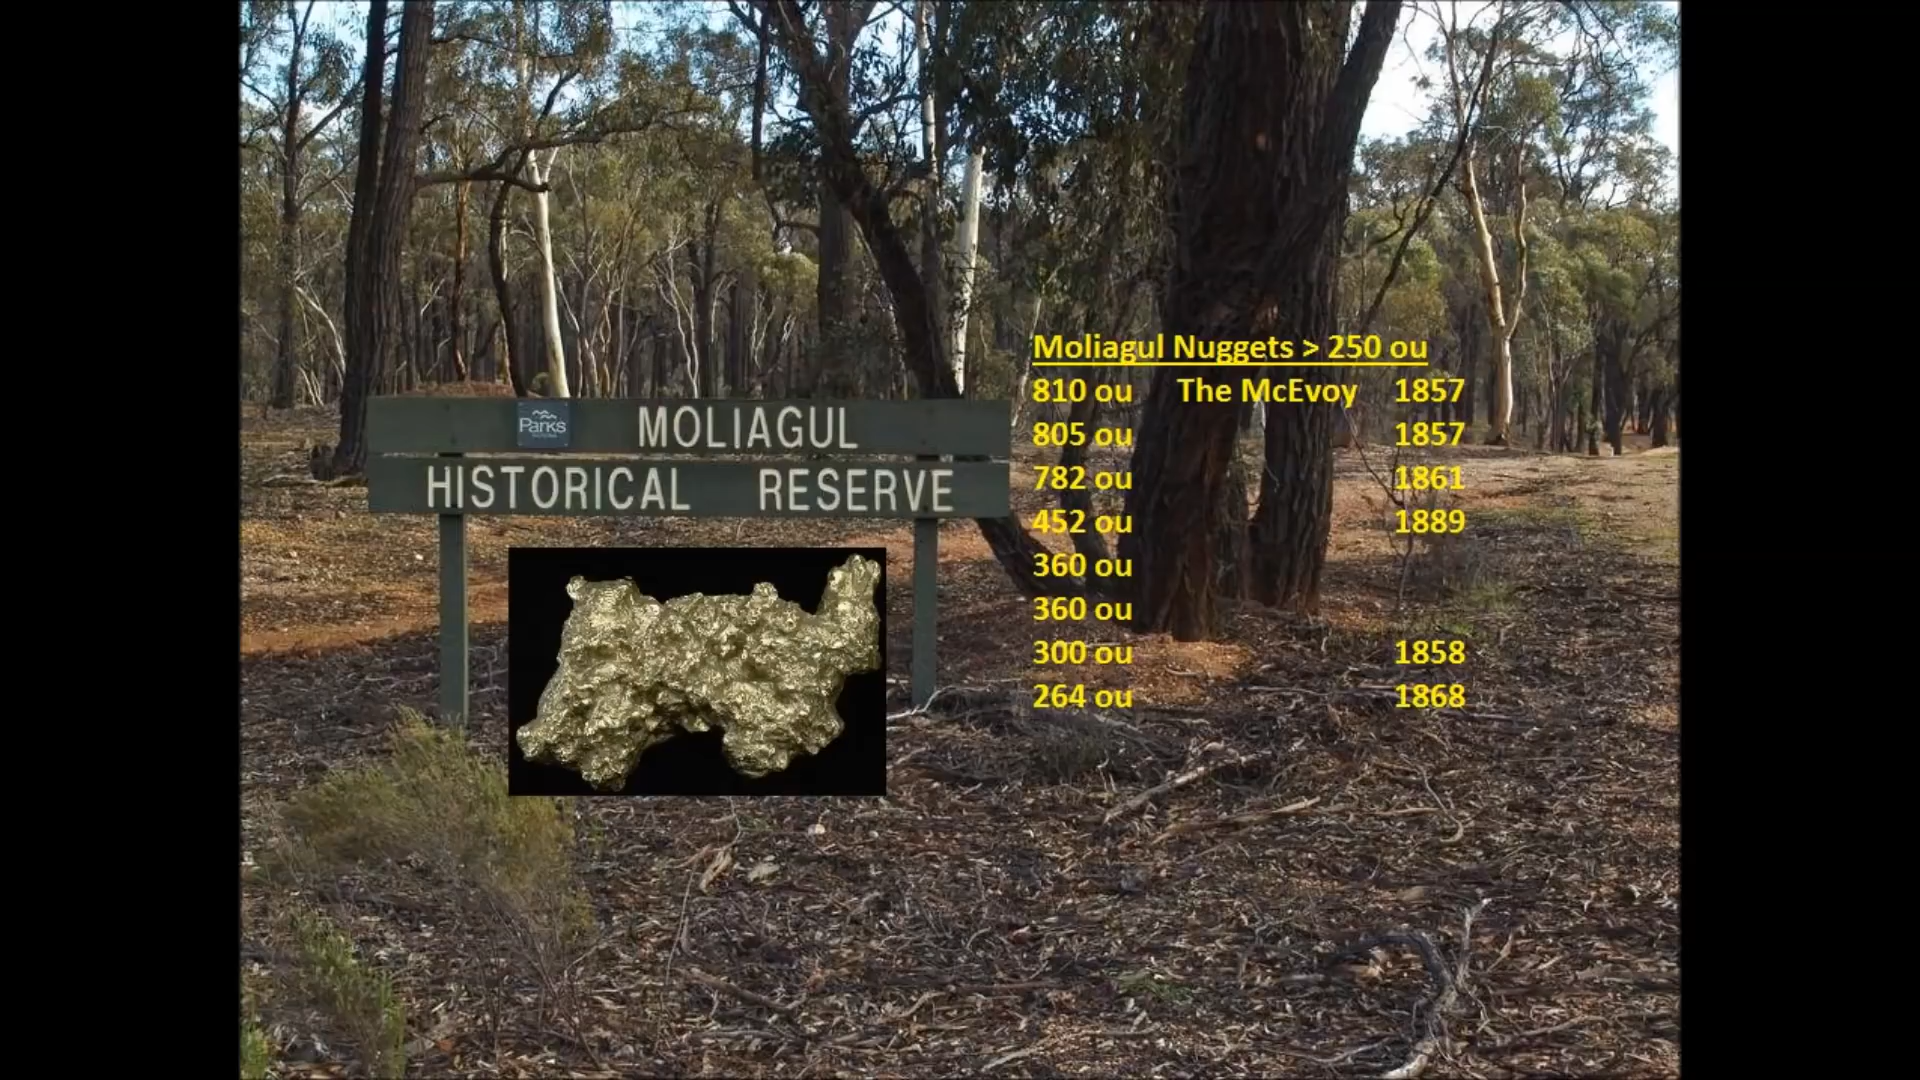 Parks
MOLIAGUL
HISTORICAL RESERVE
Moliagul Nuggets > 250 ou
810 ou The McEvoy 1857
805 ou 1857
782 ou 1861
452 ou 1889
360 ou
360 ou
300 ou 1858
264 ou 1868